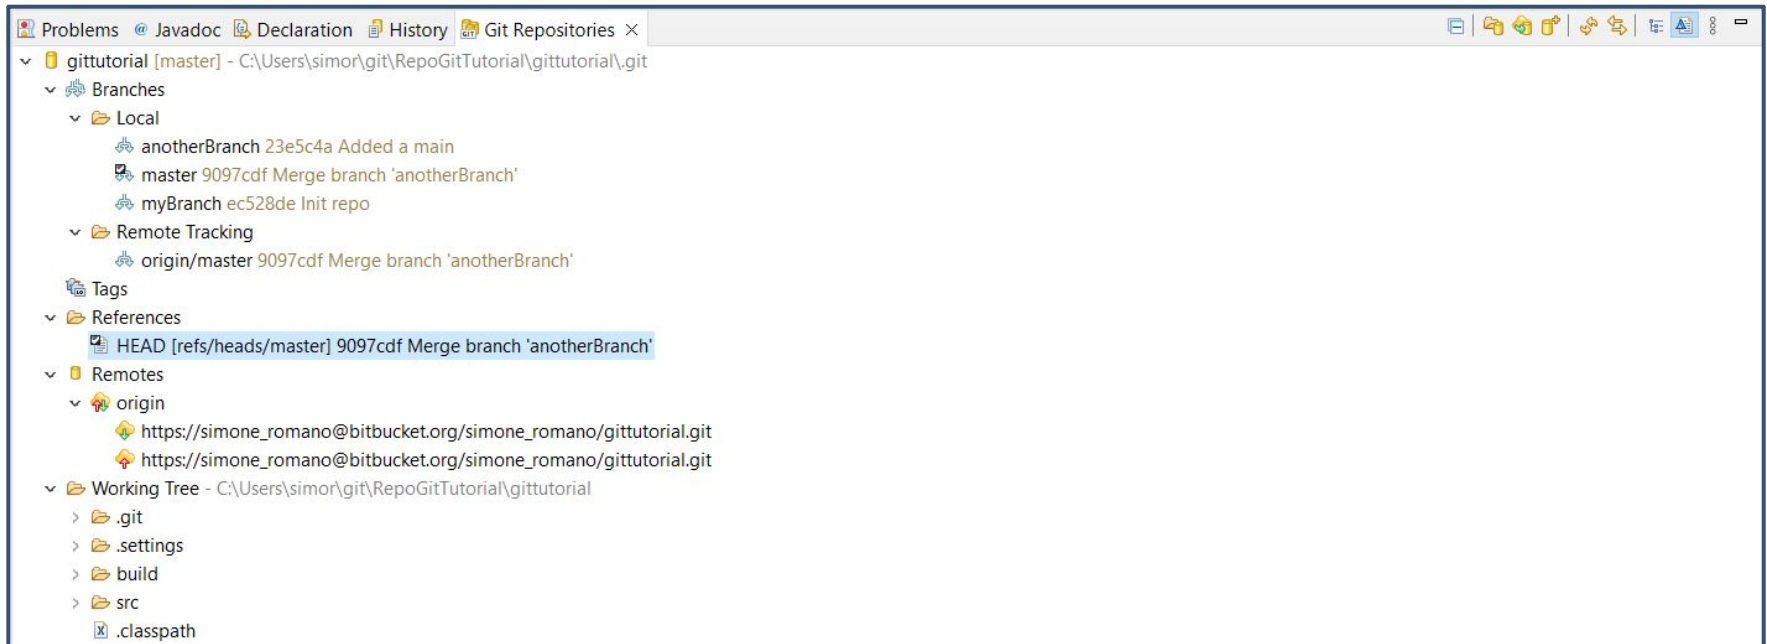 Problems @ Javadoc Declaration History Git Repositories
gittutorial [master] - C:\Users\simor\git\RepoGitTutorial\gittutorial\.git
Branches
Local
anotherBranch 23e5c4a Added a main
master 9097cdf Merge branch 'anotherBranch'
myBranch ec528de Init repo
Remote Tracking
origin/master 9097cdf Merge branch 'anotherBranch'
Tags
References
HEAD [refs/heads/master] 9097cdf Merge branch 'anotherBranch'
Remotes
origin
https://simone_romano@bitbucket.org/simone_romano/gittutorial.git
https://simone_romano@bitbucket.org/simone_romano/gittutorial.git
Working Tree - C:\Users\simor\git\RepoGitTutorial\gittutorial
.git
.settings
build
src
.classpath